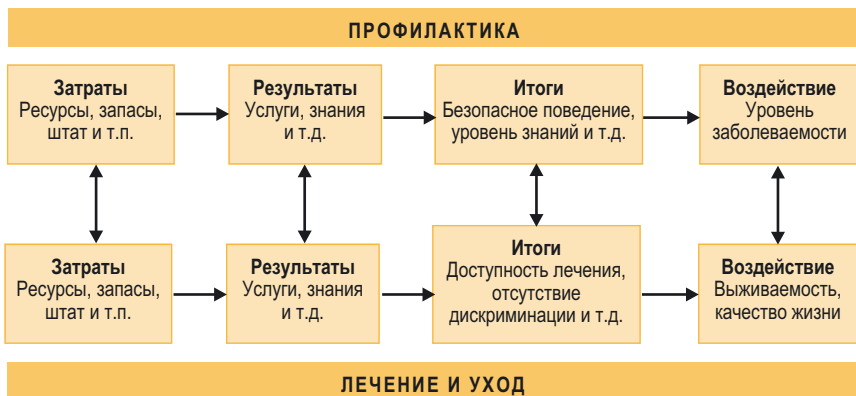 ПРОФИЛАКТИКА
Затраты
Ресурсы, запасы,
штат и т.п.
Результаты
Услуги, знания
и т.д.
Итоги
Безопасное поведение,
уровень знаний и т.д.
Воздействие
Уровень
заболеваемости
Затраты
Ресурсы, запасы,
штат и т.п.
Результаты
Услуги, знания
и т.д.
Итоги
Доступность лечения,
отсутствие
дискриминации и т.д.
Воздействие
Выживаемость,
качество жизни
ЛЕЧЕНИЕ И УХОД